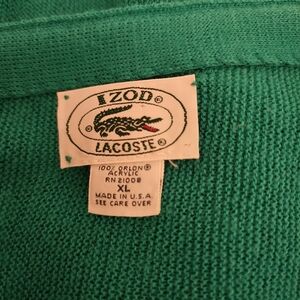 IZOD®
®
LACOSTE®
100% ORLON®
ACRYLIC
RN 21008
XL
MADE IN U.S.A.
SEE CARE OVER